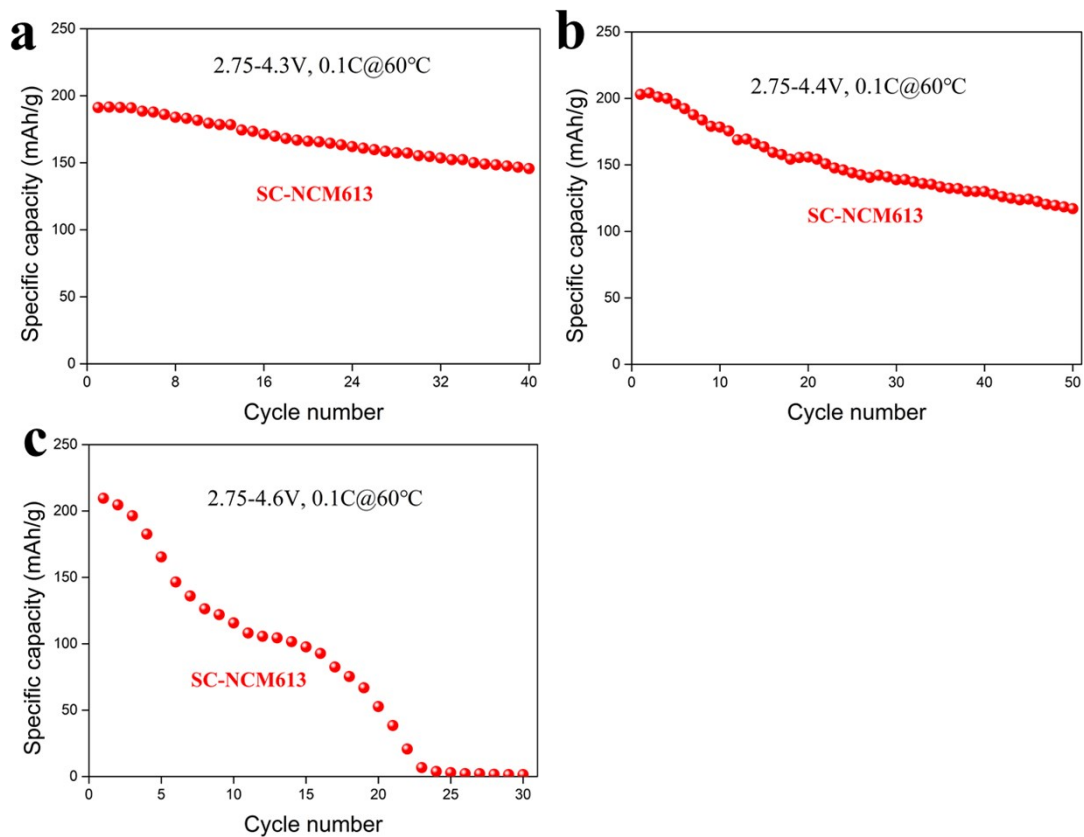 a
250
200
150
100
50
0
Specific capacity (mAh/g)
2.75-4.3V, 0.1C@60℃
SC-NCM613
0 8 16 24 32 40
Cycle number
b
250
200
150
100
50
0
Specific capacity (mAh/g)
2.75-4.4V, 0.1C@60℃
SC-NCM613
0 10 20 30 40 50
Cycle number
c
250
200
150
100
50
0
Specific capacity (mAh/g)
2.75-4.6V, 0.1C@60℃
SC-NCM613
0 5 10 15 20 25 30
Cycle number